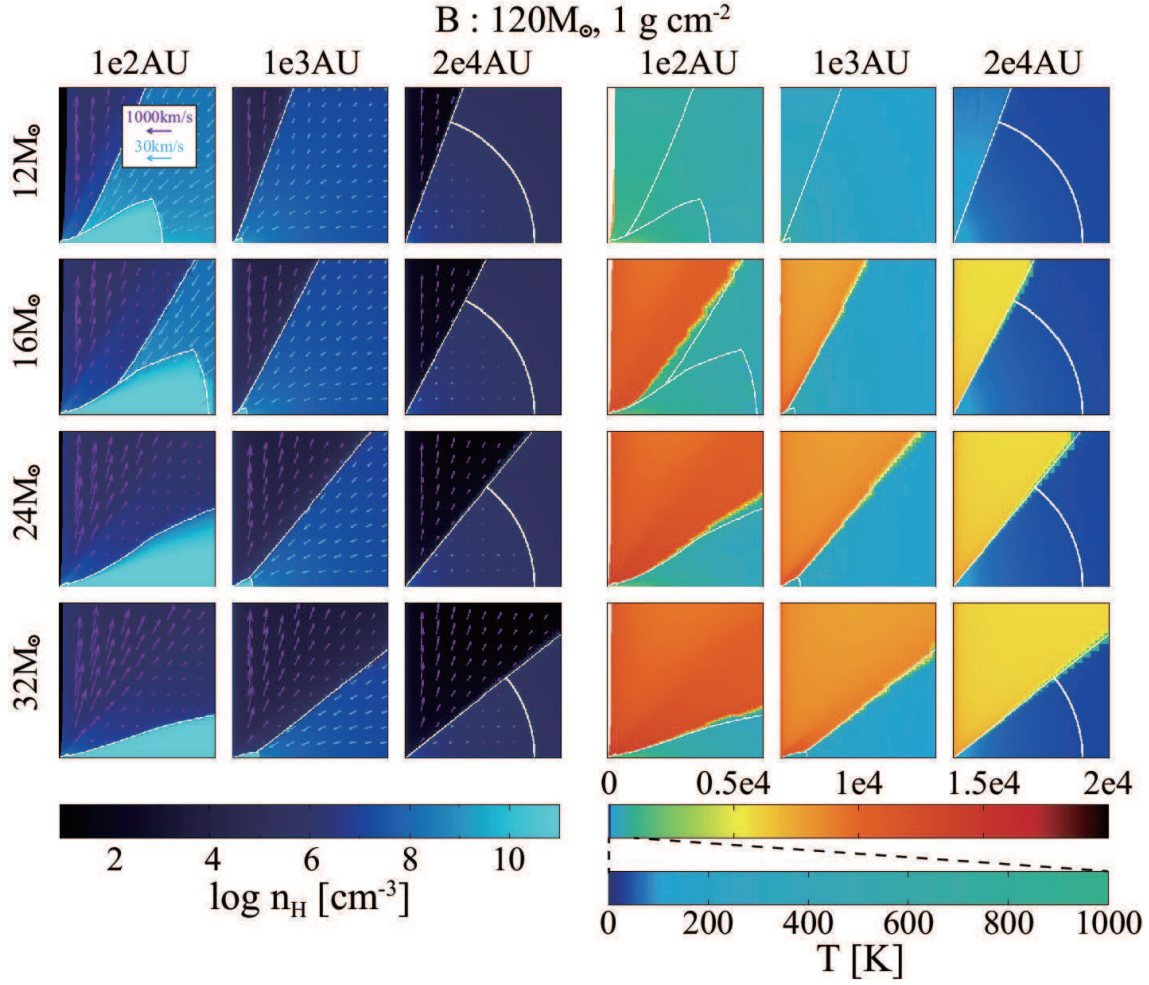 B : 120M☉, 1 g cm⁻²
1e2AU 1e3AU 2e4AU 1e2AU 1e3AU 2e4AU
12M☉
1000km/s
30km/s
16M☉
24M☉
32M☉
0 0.5e4 1e4 1.5e4 2e4
2 4 6 8 10
log n_H [cm⁻³]
0 200 400 600 800 1000
T [K]